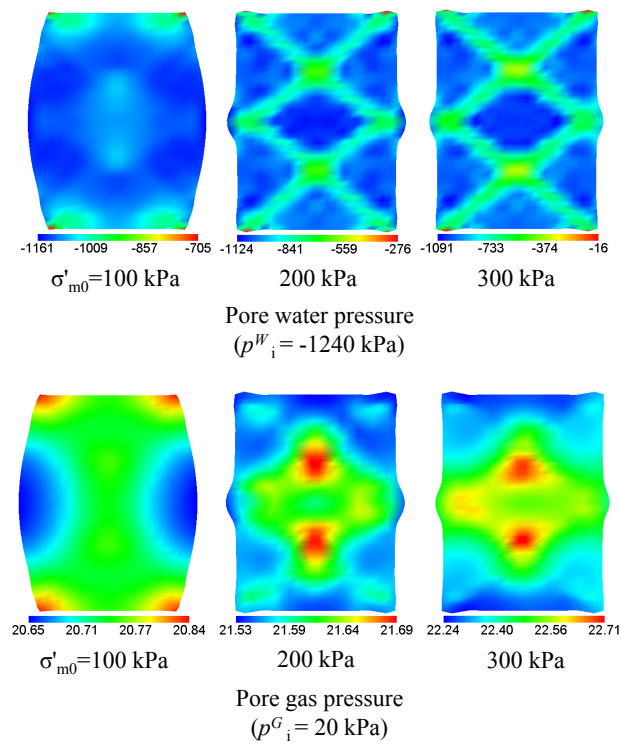 -1161 -1009 -857 -705 -1124 -841 -559 -276 -1091 -733 -374 -16
σ'm0=100 kPa 200 kPa 300 kPa
Pore water pressure
(pW i = -1240 kPa)
20.65 20.71 20.77 20.84 21.53 21.59 21.64 21.69 22.24 22.40 22.56 22.71
σ'm0=100 kPa 200 kPa 300 kPa
Pore gas pressure
(pG i = 20 kPa)